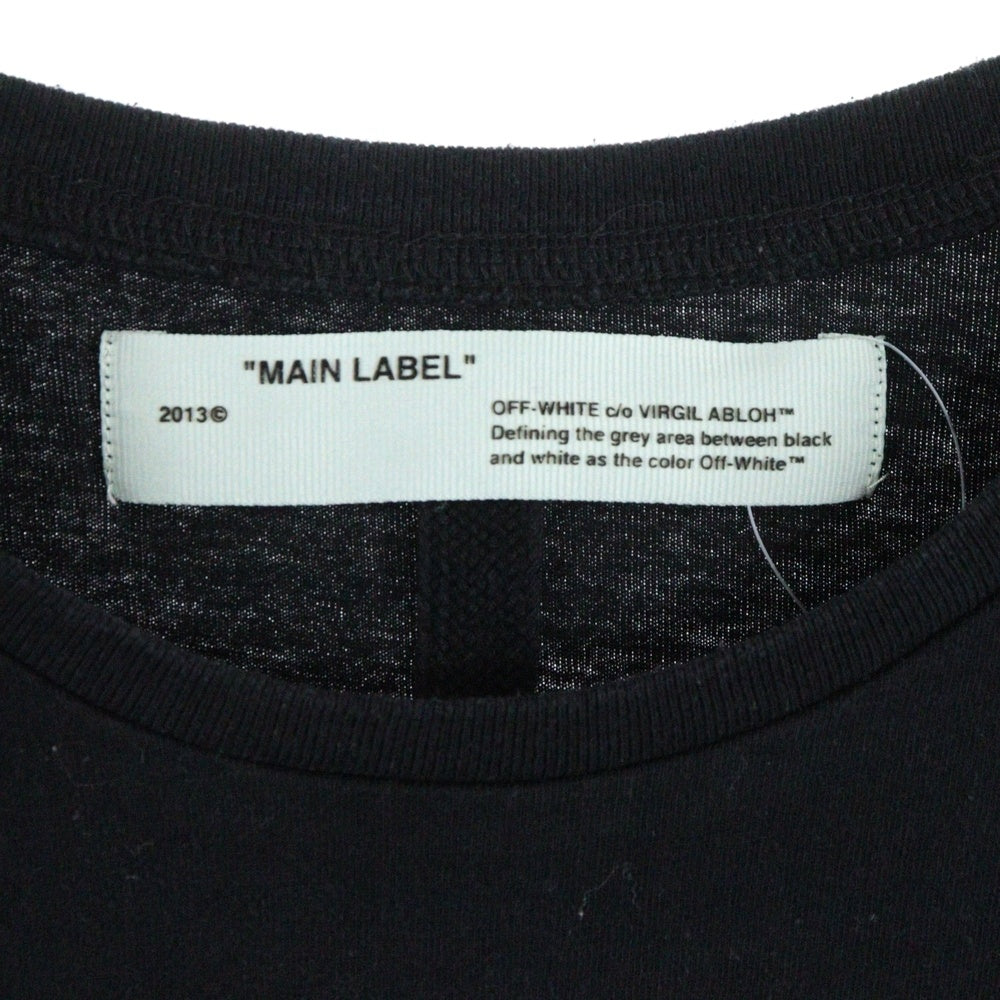 "MAIN LABEL"
2013©
OFF-WHITE c/o VIRGIL ABLOH™
Defining the grey area between black
and white as the color Off-White™